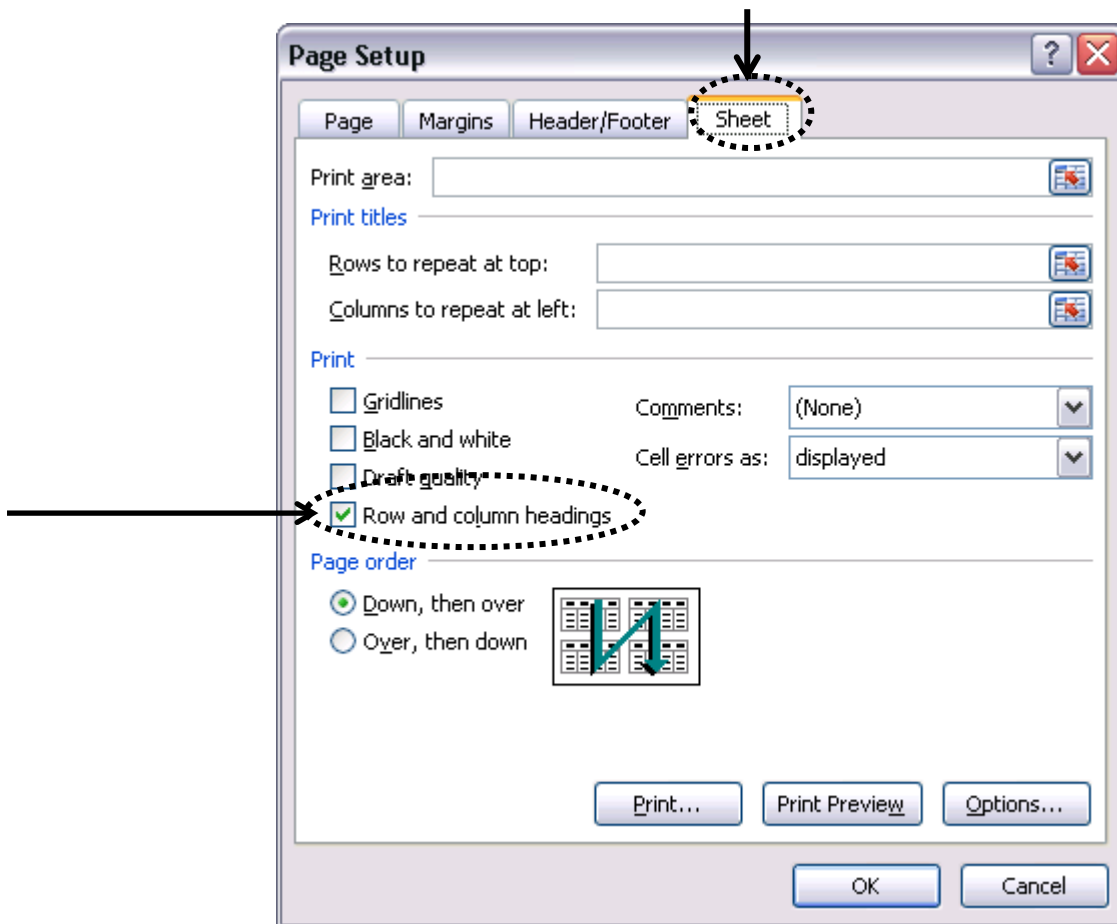 Page Setup
Page Margins Header/Footer Sheet
Print area:
Print titles
Rows to repeat at top:
Columns to repeat at left:
Print
Gridlines
Comments: (None)
Black and white
Cell errors as: displayed
Draft quality
Row and column headings
Page order
Down, then over
Over, then down
Print... Print Preview Options...
OK Cancel